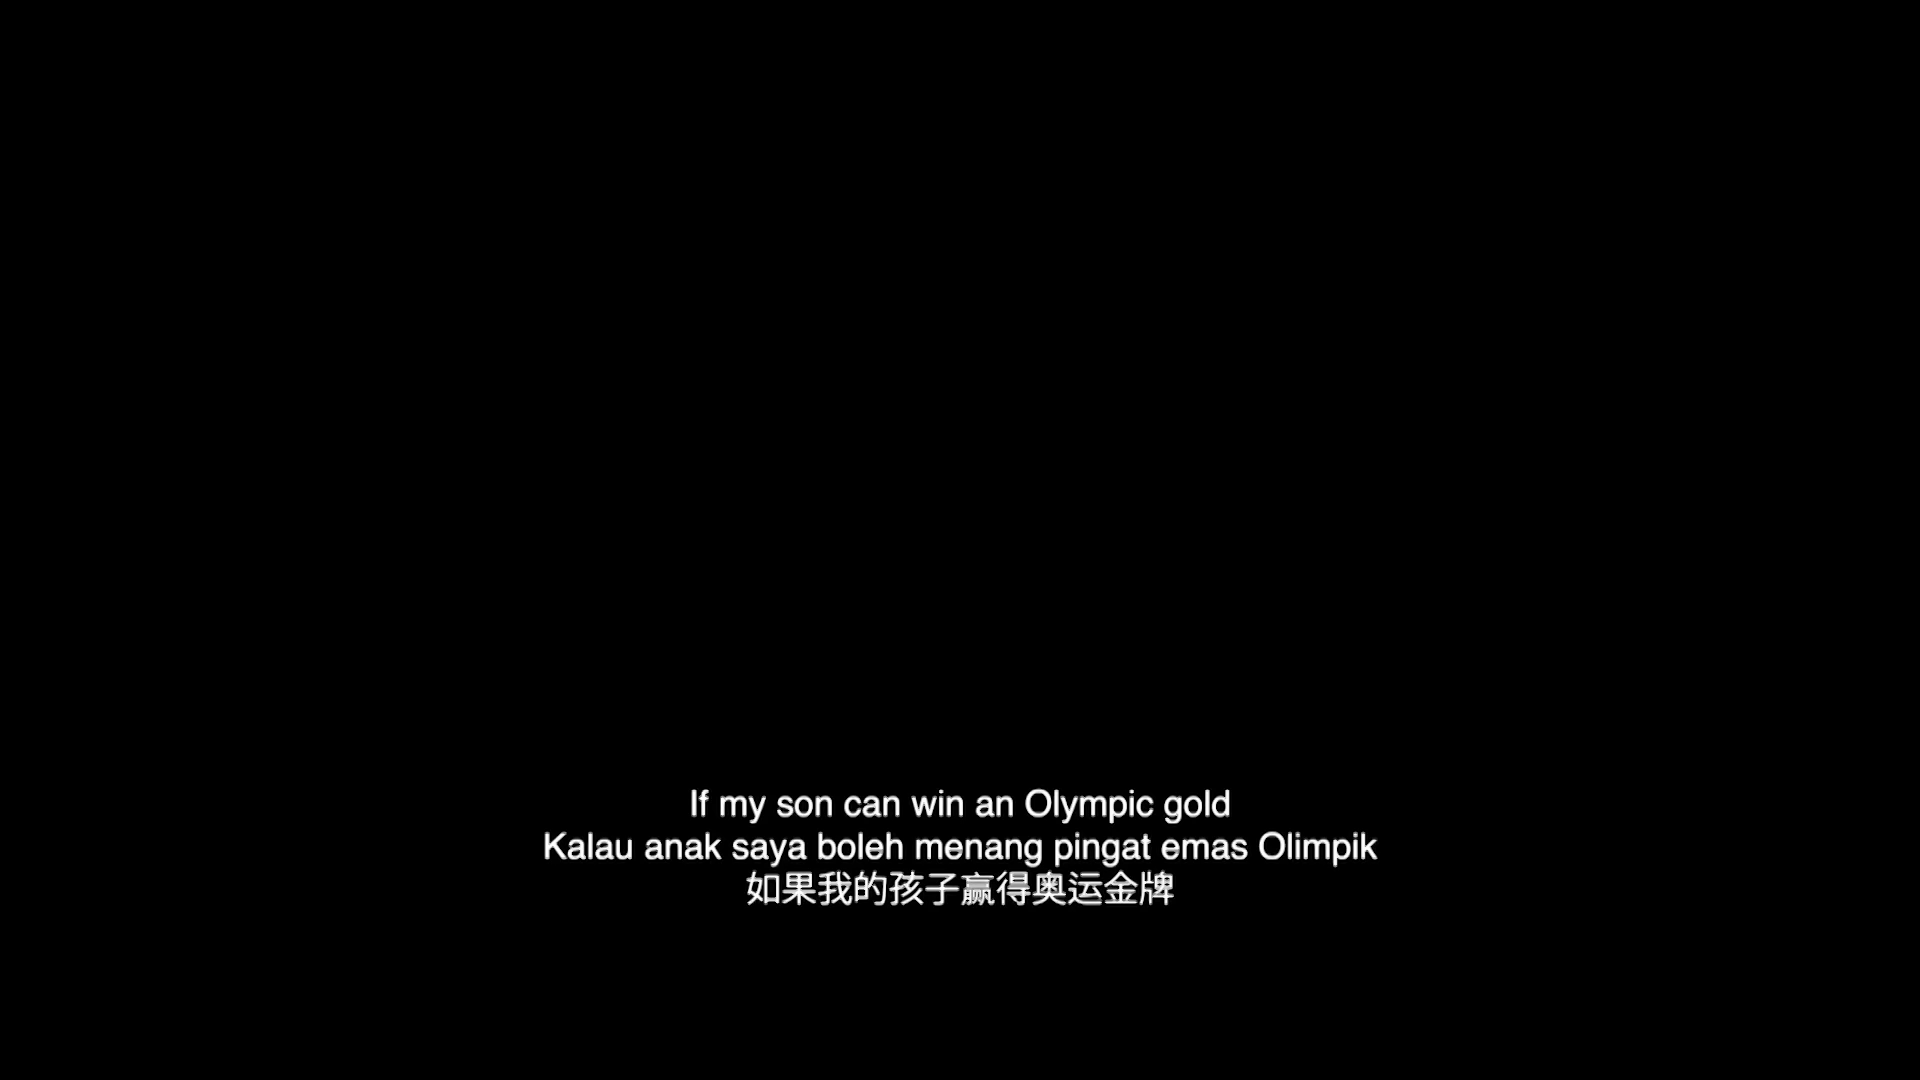 If my son can win an Olympic gold
Kalau anak saya boleh menang pingat emas Olimpik
如果我的孩子赢得奥运金牌